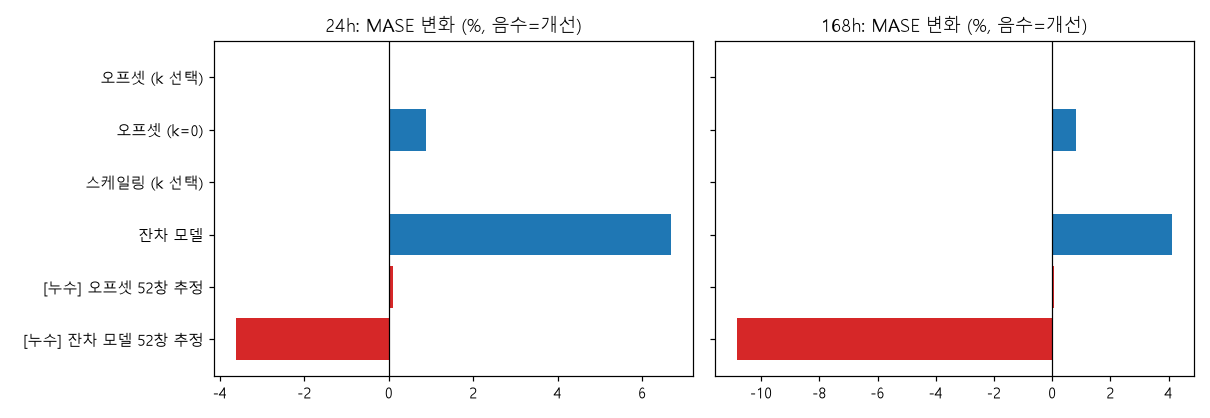 24h: MASE 변화 (%, 음수=개선)
168h: MASE 변화 (%, 음수=개선)
오프셋 (k 선택)
오프셋 (k=0)
스케일링 (k 선택)
잔차 모델
[누수] 오프셋 52창 추정
[누수] 잔차 모델 52창 추정
-4 -2 0 2 4 6
-10 -8 -6 -4 -2 0 2 4